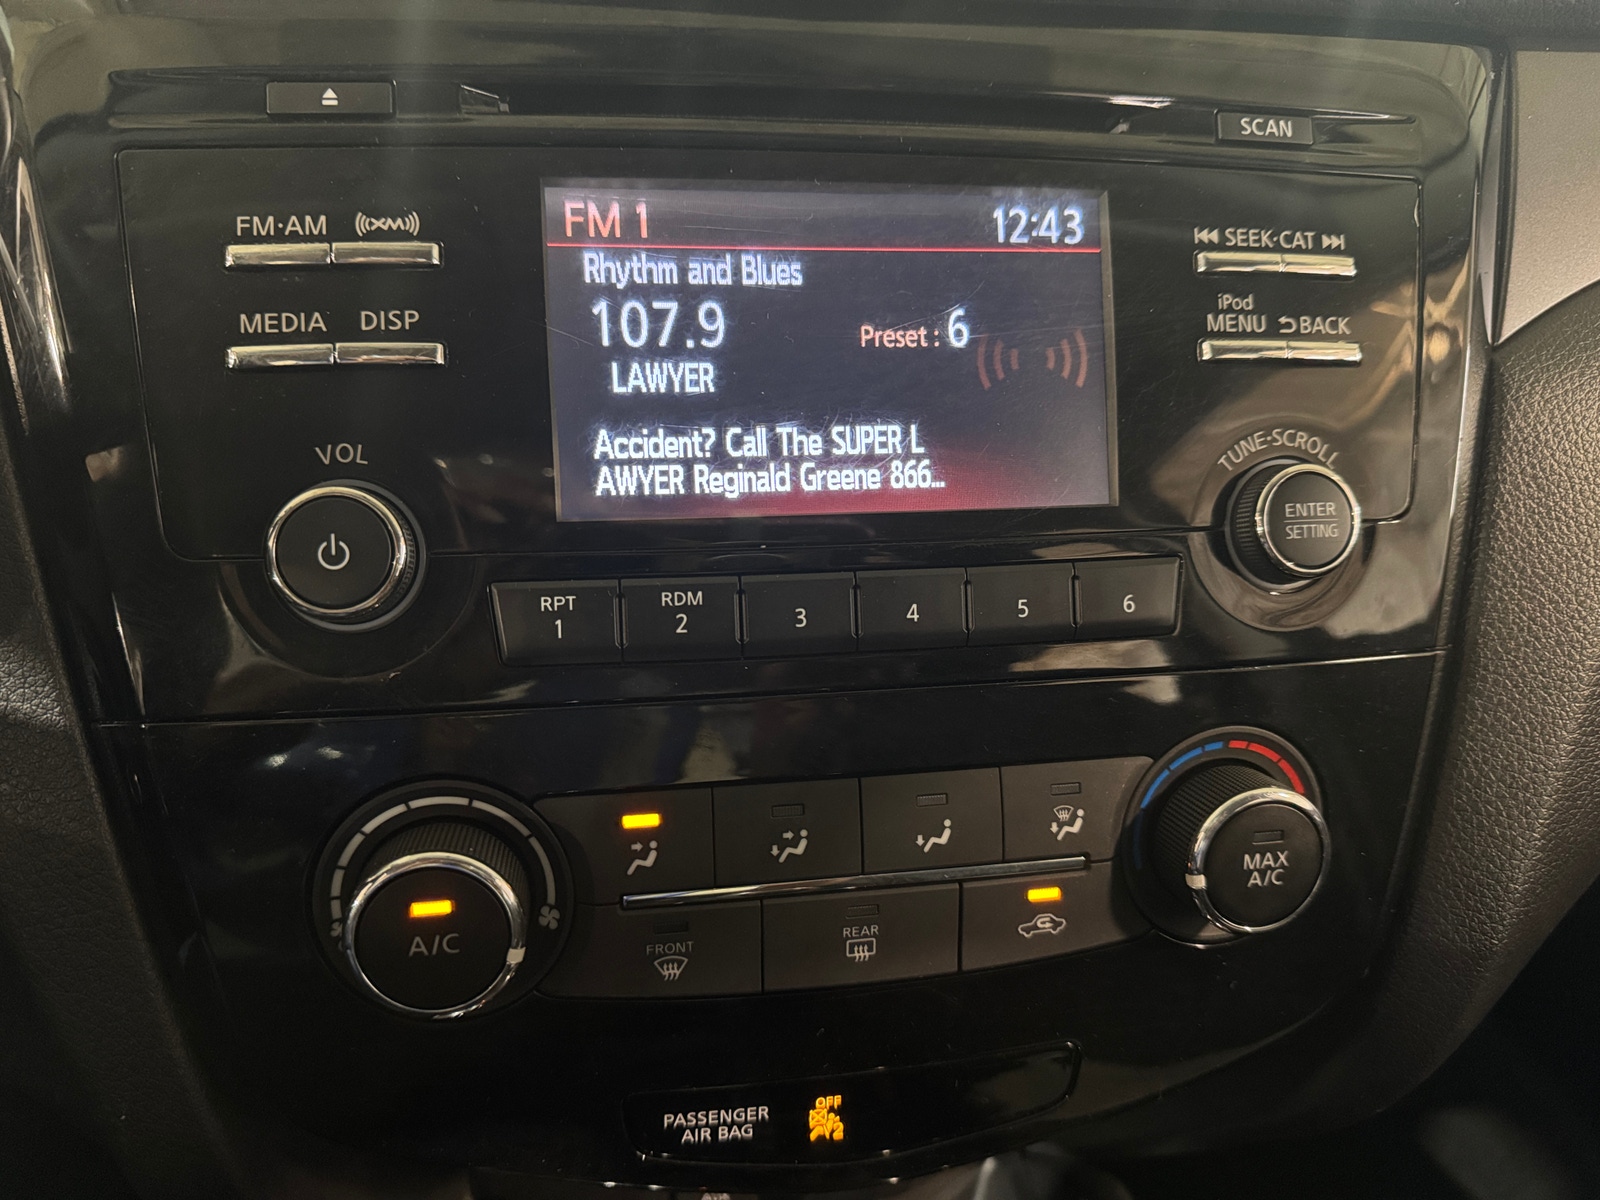 SCAN
FM·AM
XM
MEDIA
DISP
VOL
FM 1
12:43
Rhythm and Blues
107.9
Preset : 6
LAWYER
Accident? Call The SUPER L
AWYER Reginald Greene 866...
SEEK·CAT
iPod
MENU
BACK
TUNE·SCROLL
ENTER
SETTING
RPT
1
RDM
2
3
4
5
6
A/C
MAX
A/C
FRONT
REAR
PASSENGER
AIR BAG
OFF
2